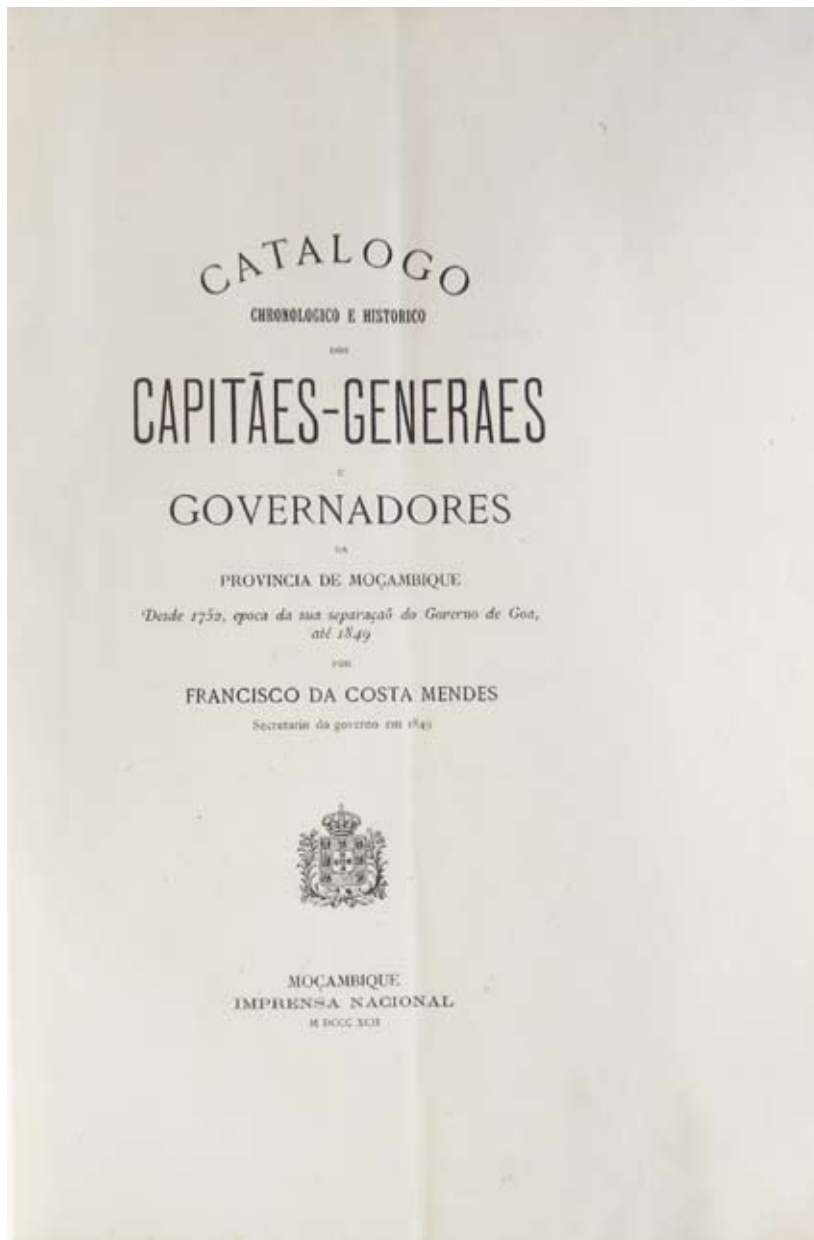 CATALOGO
CHRONOLOGICO E HISTORICO
DOS
CAPITÃES-GENERAES
E
GOVERNADORES
DA
PROVINCIA DE MOÇAMBIQUE
Desde 1752, epoca da sua separaçaõ do Governo de Goa,
até 1849
POR
FRANCISCO DA COSTA MENDES
Secretario do governo em 1849
MOÇAMBIQUE
IMPRENSA NACIONAL
M DCCC XCII